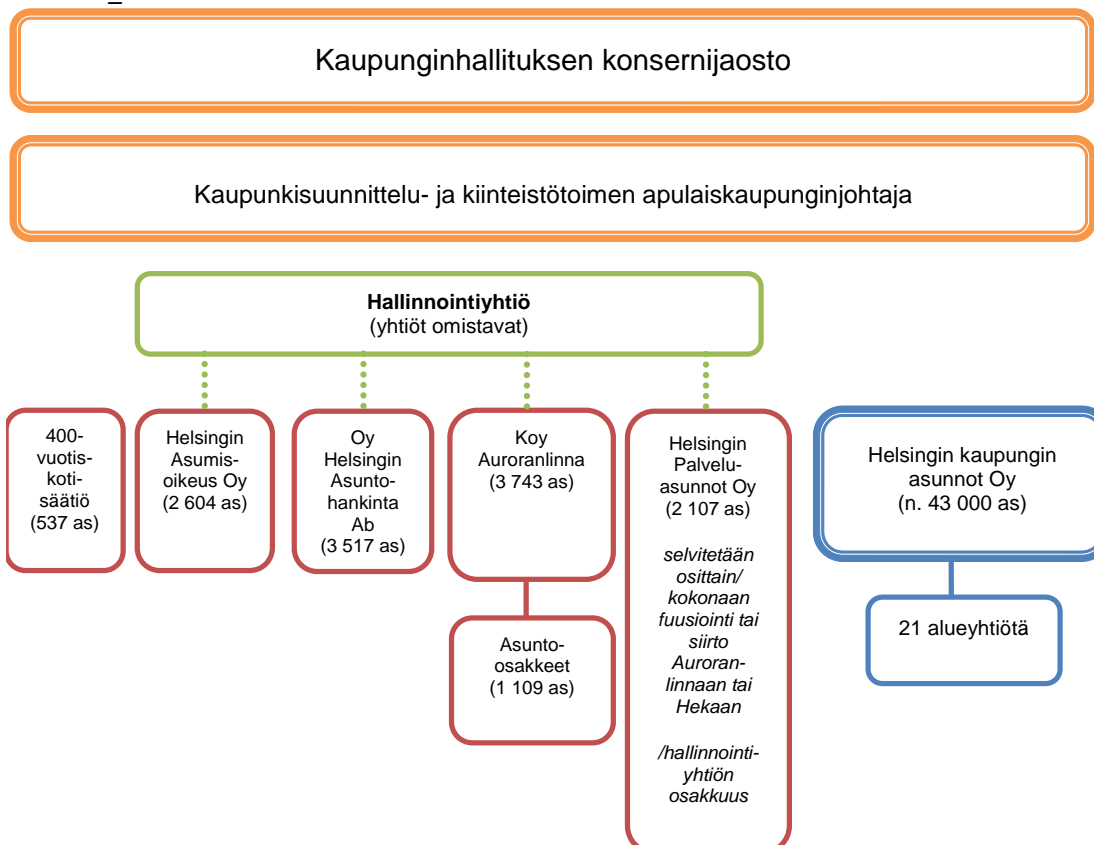 Kaupunginhallituksen konsernijaosto
Kaupunkisuunnittelu- ja kiinteistötoimen apulaiskaupunginjohtaja
Hallinnointiyhtiö
(yhtiöt omistavat)
400-
vuotis-
koti-
säätiö
(537 as)
Helsingin
Asumis-
oikeus Oy
(2 604 as)
Oy
Helsingin
Asunto-
hankinta
Ab
(3 517 as)
Koy
Auroranlinna
(3 743 as)
Asunto-
osakkeet
(1 109 as)
Helsingin
Palvelu-
asunnot Oy
(2 107 as)
selvitetään
osittain/
kokonaan
fuusiointi tai
siirto
Auroran-
linnaan tai
Hekaan
/hallinnointi-
yhtiön
osakkuus
Helsingin kaupungin
asunnot Oy
(n. 43 000 as)
21 alueyhtiötä